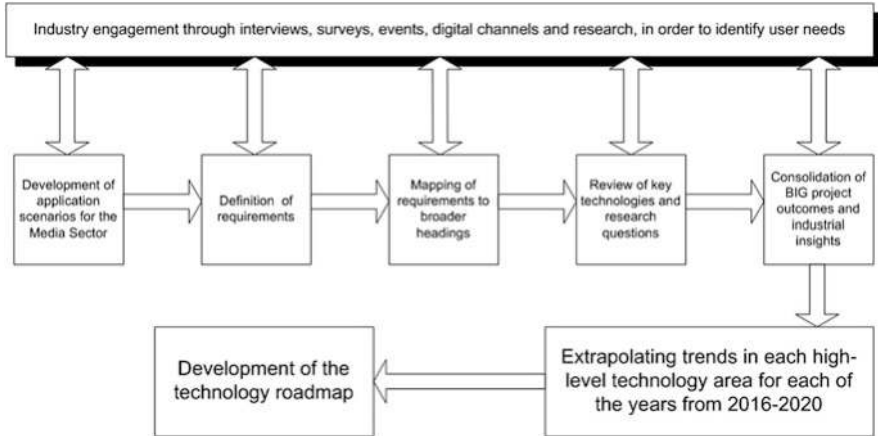 Industry engagement through interviews, surveys, events, digital channels and research, in order to identify user needs
Development of
application
scenarios for the
Media Sector
Definition of
requirements
Mapping of
requirements to
broader
headings
Review of key
technologies and
research
questions
Consolidation of
BIG project
outcomes and
industrial
insights
Development of the
technology roadmap
Extrapolating trends in each high-
level technology area for each of
the years from 2016-2020